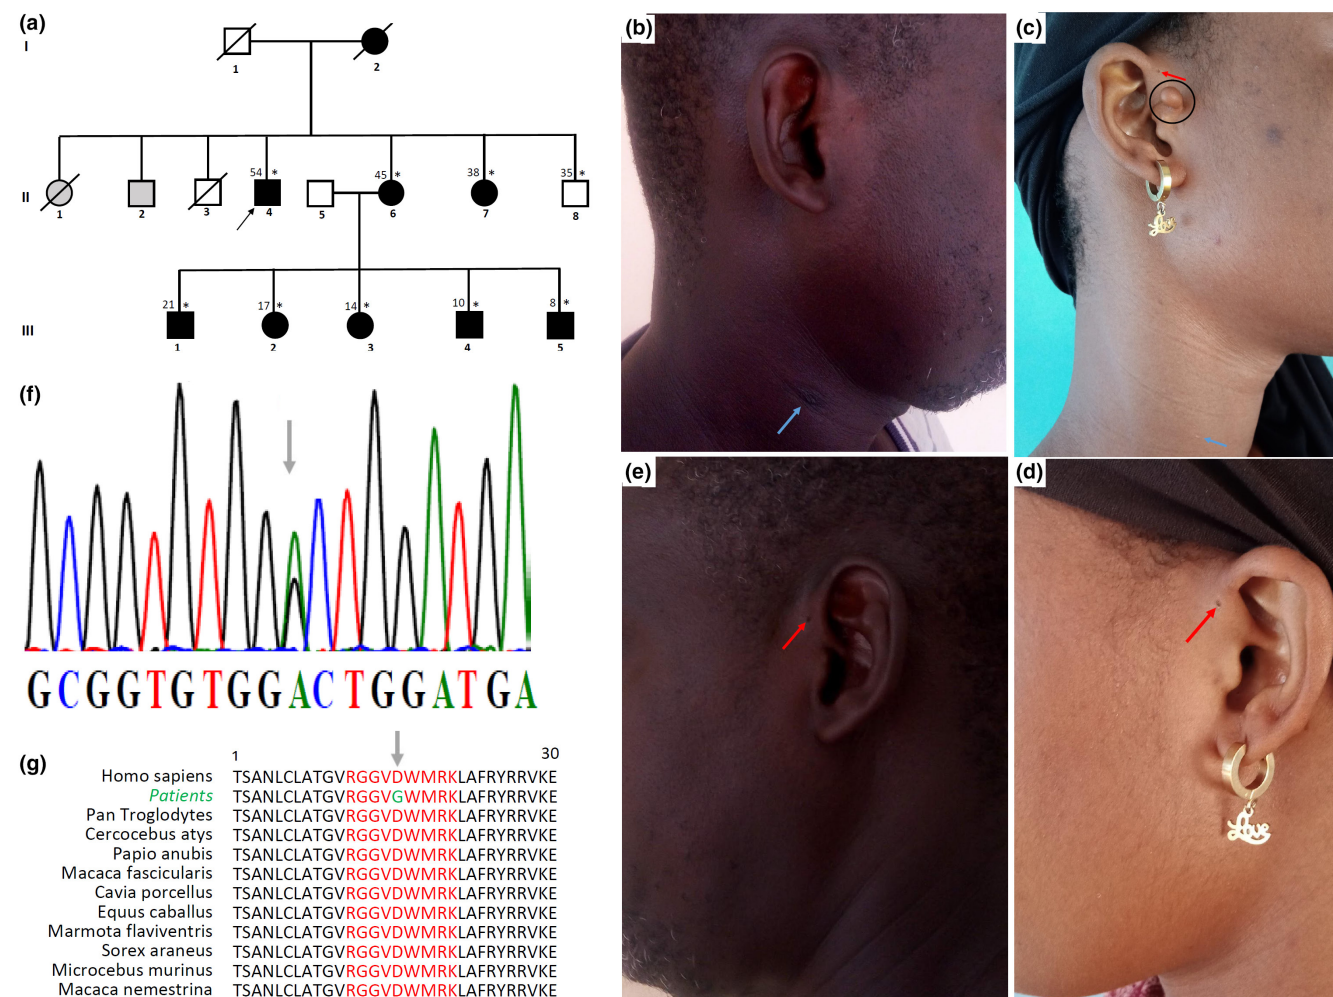 (a)
I
1
2
54 *
45 *
38 *
35 *
II
1
2
3
4
5
6
7
8
21 *
17 *
14 *
10 *
8 *
III
1
2
3
4
5
(b)
(c)
Love
(e)
(d)
Love
(f)
GCGGTGTGGACTGGATGA
(g)
1
30
Homo sapiens TSANLCLATGVRGGVDWMRKLAFRYRRVKE
Patients TSANLCLATGVRGGVGWMRKLAFRYRRVKE
Pan Troglodytes TSANLCLATGVRGGVDWMRKLAFRYRRVKE
Cercocebus atys TSANLCLATGVRGGVDWMRKLAFRYRRVKE
Papio anubis TSANLCLATGVRGGVDWMRKLAFRYRRVKE
Macaca fascicularis TSANLCLATGVRGGVDWMRKLAFRYRRVKE
Cavia porcellus TSANLCLATGVRGGVDWMRKLAFRYRRVKE
Equus caballus TSANLCLATGVRGGVDWMRKLAFRYRRVKE
Marmota flaviventris TSANLCLATGVRGGVDWMRKLAFRYRRVKE
Sorex araneus TSANLCLATGVRGGVDWMRKLAFRYRRVKE
Microcebus murinus TSANLCLATGVRGGVDWMRKLAFRYRRVKE
Macaca nemestrina TSANLCLATGVRGGVDWMRKLAFRYRRVKE